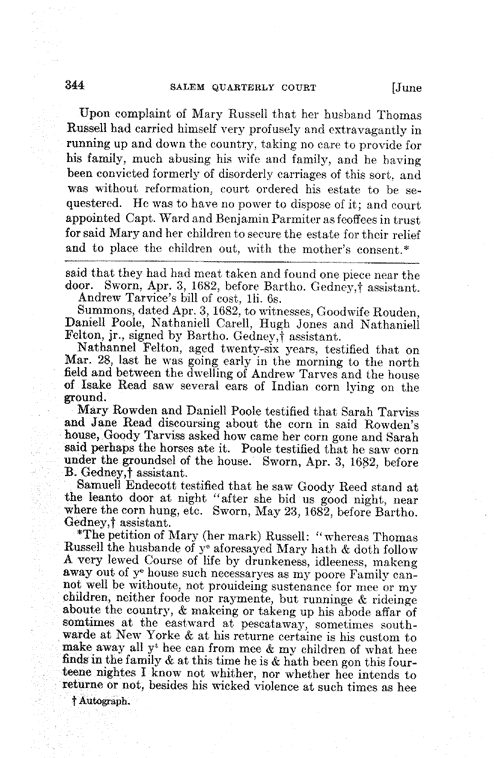 344 SALEM QUARTERLY COURT [June
Upon complaint of Mary Russell that her husband Thomas
Russell had carried himself very profusely and extravagantly in
running up and down the country, taking no care to provide for
his family, much abusing his wife and family, and he having
been convicted formerly of disorderly carriages of this sort, and
was without reformation, court ordered his estate to be se-
questered. He was to have no power to dispose of it; and court
appointed Capt. Ward and Benjamin Parmiter as feoffees in trust
for said Mary and her children to secure the estate for their relief
and to place the children out, with the mother's consent.*
said that they had had meat taken and found one piece near the
door. Sworn, Apr. 3, 1682, before Bartho. Gedney,† assistant.
Andrew Tarvice's bill of cost, 1li. 6s.
Summons, dated Apr. 3, 1682, to witnesses, Goodwife Rouden,
Daniell Poole, Nathaniell Carell, Hugh Jones and Nathaniell
Felton, jr., signed by Bartho. Gedney,† assistant.
Nathannel Felton, aged twenty-six years, testified that on
Mar. 28, last he was going early in the morning to the north
field and between the dwelling of Andrew Tarves and the house
of Isake Read saw several ears of Indian corn lying on the
ground.
Mary Rowden and Daniell Poole testified that Sarah Tarviss
and Jane Read discoursing about the corn in said Rowden's
house, Goody Tarviss asked how came her corn gone and Sarah
said perhaps the horses ate it. Poole testified that he saw corn
under the groundsel of the house. Sworn, Apr. 3, 1682, before
B. Gedney,† assistant.
Samuell Endecott testified that he saw Goody Reed stand at
the leanto door at night "after she bid us good night, near
where the corn hung, etc. Sworn, May 23, 1682, before Bartho.
Gedney,† assistant.
*The petition of Mary (her mark) Russell: "whereas Thomas
Russell the husbande of yᵉ aforesayed Mary hath & doth follow
A very lewed Course of life by drunkeness, idleeness, makeng
away out of yᵉ house such necessaryes as my poore Family can-
not well be withoute, not prouideing sustenance for mee or my
children, neither foode nor raymente, but runninge & rideinge
aboute the country, & makeing or takeng up his abode affar of
somtimes at the eastward at pescataway, sometimes south-
warde at New Yorke & at his returne certaine is his custom to
make away all yᵗ hee can from mee & my children of what hee
finds in the family & at this time he is & hath been gon this four-
teene nightes I know not whither, nor whether hee intends to
returne or not, besides his wicked violence at such times as hee
† Autograph.